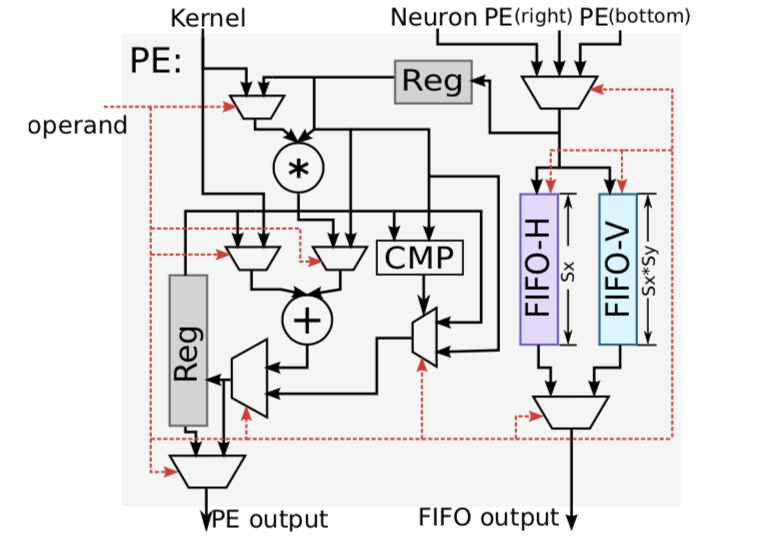 Kernel
Neuron PE(right) PE(bottom)
PE:
Reg
operand
*
FIFO-H
Sx
FIFO-V
Sx*Sy
CMP
+
Reg
PE output
FIFO output